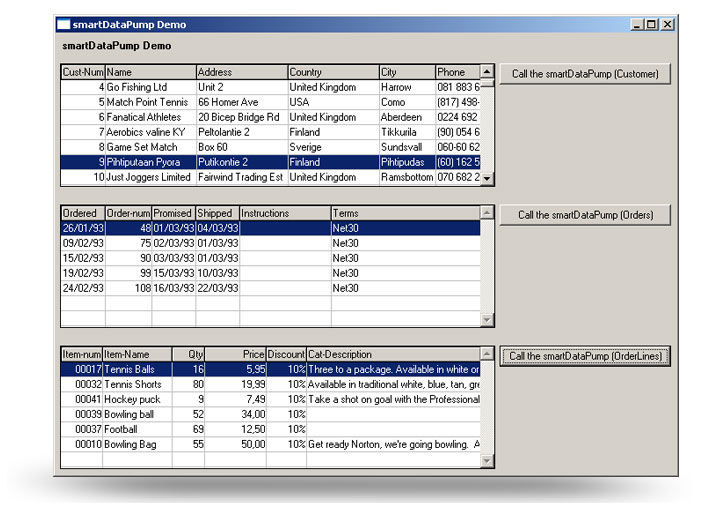 smartDataPump Demo
smartDataPump Demo
Cust-Num Name Address Country City Phone
4 Go Fishing Ltd Unit 2 United Kingdom Harrow 081 883 6
5 Match Point Tennis 66 Homer Ave USA Como (817) 498-
6 Fanatical Athletes 20 Bicep Bridge Rd United Kingdom Aberdeen 0224 692
7 Aerobics valine KY Peltolantie 2 Finland Tikkurila (90) 054 6
8 Game Set Match Box 60 Sverige Sundsvall 060-60 62
9 Pihtiputaan Pyora Putikontie 2 Finland Pihtipudas (60) 162 5
10 Just Joggers Limited Fairwind Trading Est United Kingdom Ramsbottom 070 682 2
Call the smartDataPump (Customer)
Ordered Order-num Promised Shipped Instructions Terms
26/01/93 48 01/03/93 04/03/93 Net30
09/02/93 75 02/03/93 01/03/93 Net30
15/02/93 90 03/03/93 01/03/93 Net30
19/02/93 99 15/03/93 10/03/93 Net30
24/02/93 108 16/03/93 22/03/93 Net30
Call the smartDataPump (Orders)
Item-num Item-Name Qty Price Discount Cat-Description
00017 Tennis Balls 16 5,95 10% Three to a package. Available in white or
00032 Tennis Shorts 80 19,99 10% Available in traditional white, blue, tan, gre
00041 Hockey puck 9 7,49 10% Take a shot on goal with the Professional
00039 Bowling ball 52 34,00 10%
00037 Football 69 12,50 10%
00010 Bowling Bag 55 50,00 10% Get ready Norton, we're going bowling. A
Call the smartDataPump (OrderLines)